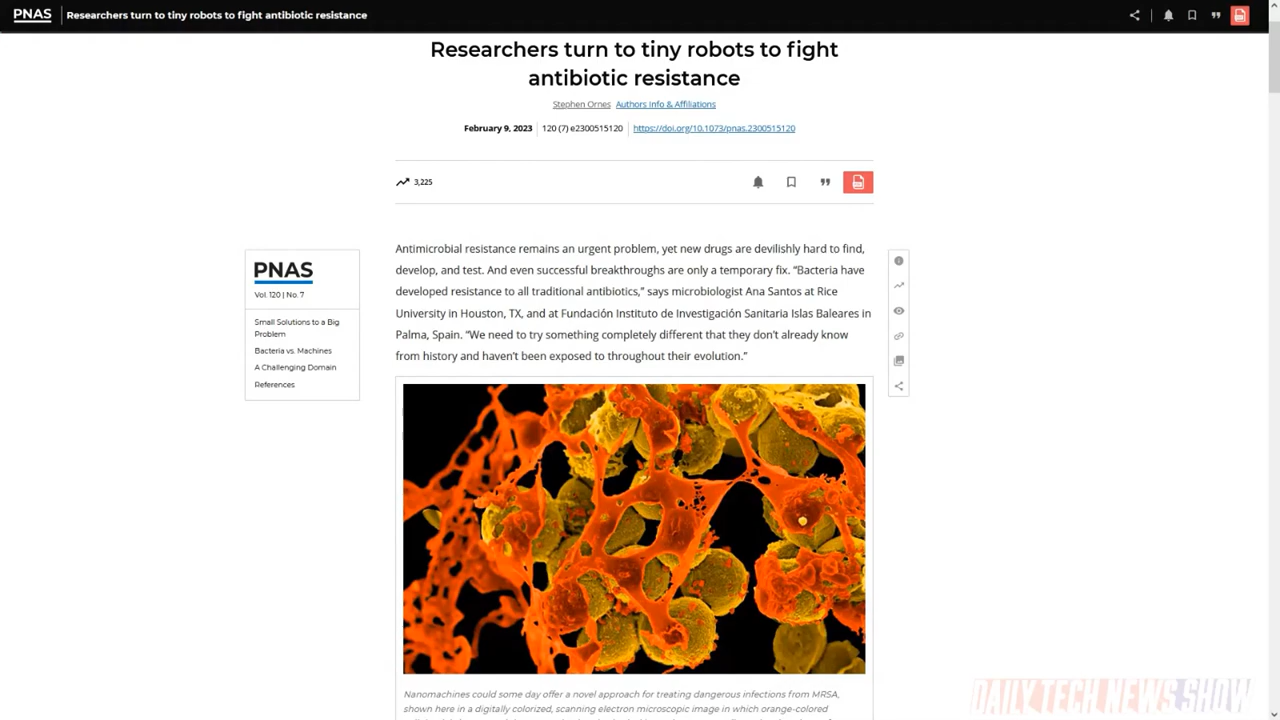 PNAS Researchers turn to tiny robots to fight antibiotic resistance
Researchers turn to tiny robots to fight
antibiotic resistance
Stephen Ornes Authors Info & Affiliations
February 9, 2023 120 (7) e2300515120 https://doi.org/10.1073/pnas.2300515120
3,225
Antimicrobial resistance remains an urgent problem, yet new drugs are devilishly hard to find,
develop, and test. And even successful breakthroughs are only a temporary fix. “Bacteria have
developed resistance to all traditional antibiotics,” says microbiologist Ana Santos at Rice
University in Houston, TX, and at Fundación Instituto de Investigación Sanitaria Islas Baleares in
Palma, Spain. “We need to try something completely different that they don’t already know
from history and haven’t been exposed to throughout their evolution.”
PNAS
Vol. 120 | No. 7
Small Solutions to a Big
Problem
Bacteria vs. Machines
A Challenging Domain
References
Nanomachines could some day offer a novel approach for treating dangerous infections from MRSA,
shown here in a digitally colorized, scanning electron microscopic image in which orange-colored
DAILY TECH NEWS SHOW